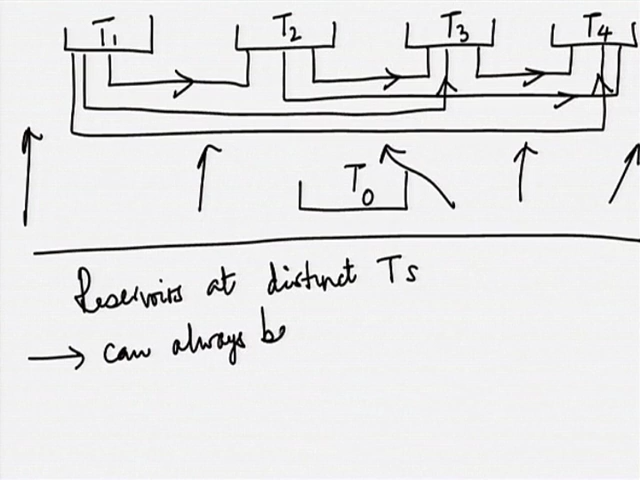 T₁ T₂ T₃ T₄
T₀
Reservoirs at distinct Ts
→ can always be